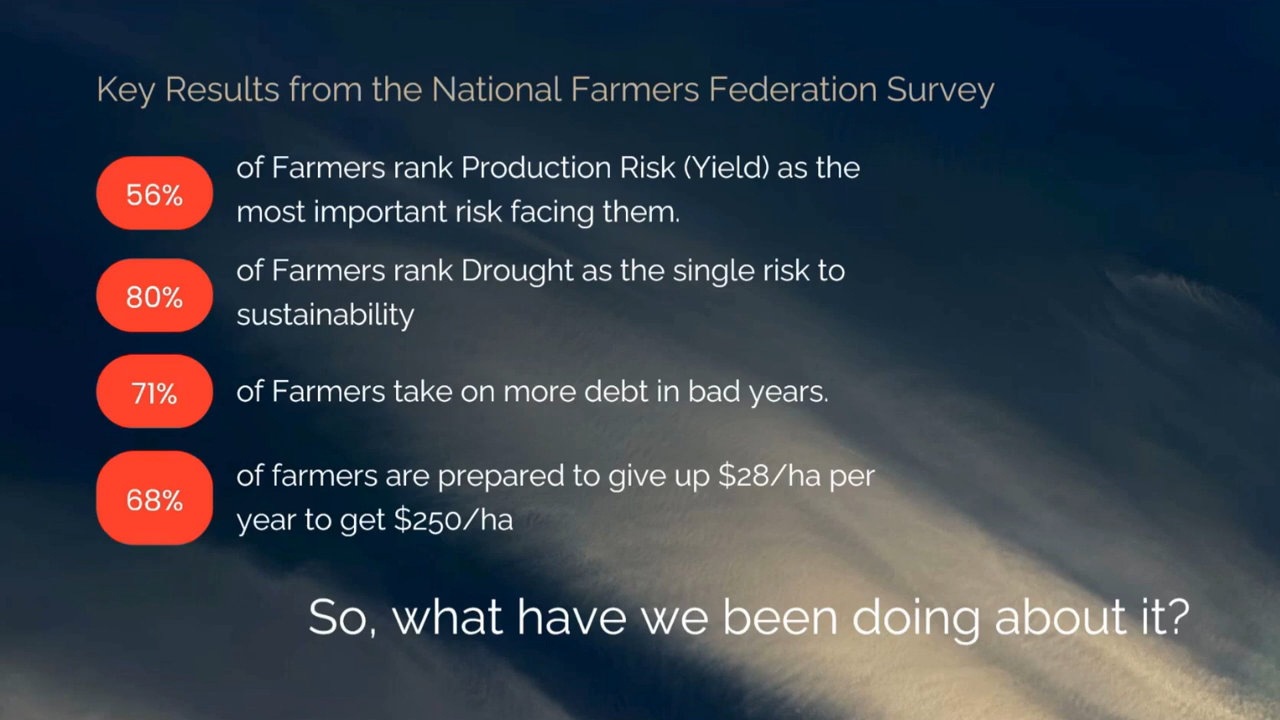 Key Results from the National Farmers Federation Survey
56%
of Farmers rank Production Risk (Yield) as the
most important risk facing them.
80%
of Farmers rank Drought as the single risk to
sustainability
71%
of Farmers take on more debt in bad years.
68%
of farmers are prepared to give up $28/ha per
year to get $250/ha
So, what have we been doing about it?